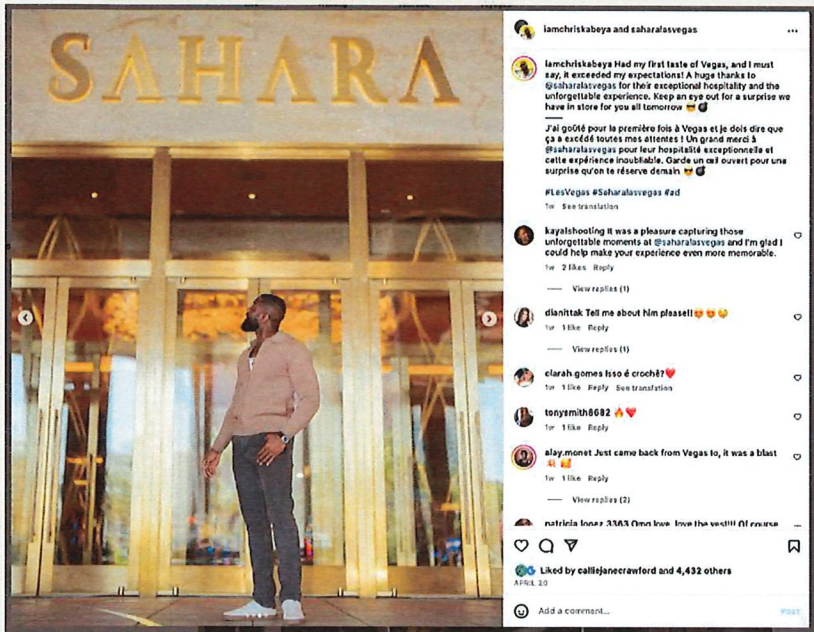 SAHARA
iamchriskabeya and saharalasvegas
iamchriskabeya Had my first taste of Vegas, and I must
say, it exceeded my expectations! A huge thanks to
@saharalasvegas for their exceptional hospitality and the
unforgettable experience. Keep an eye out for a surprise we
have in store for you all tomorrow 😎💣
J'ai goûté pour la première fois à Vegas et je dois dire que
ça a excédé toutes mes attentes ! Un grand merci à
@saharalasvegas pour leur hospitalité exceptionnelle et
cette expérience inoubliable. Garde un œil ouvert pour une
surprise qu'on te réserve demain 😎💣
#LesVegas #Saharalasvegas #ad
1w See translation
kayalshooting It was a pleasure capturing those
unforgettable moments at @saharalasvegas and I'm glad I
could help make your experience even more memorable.
1w 2 likes Reply
View replies (1)
dianittak Tell me about him please!!
1w 1 like Reply
View replies (1)
clarah.gomes Isso é crochê?❤️
1w 1 like Reply See translation
tonysmith8682 🔥❤️
1w 1 like Reply
alay.monet Just came back from Vegas to, it was a blast
1w 1 like Reply
View replies (2)
patricia_lopez_3363 Omg love, love the vest!!! Of course
Liked by calliejanecrawford and 4,432 others
APRIL 20
Add a comment...
POST